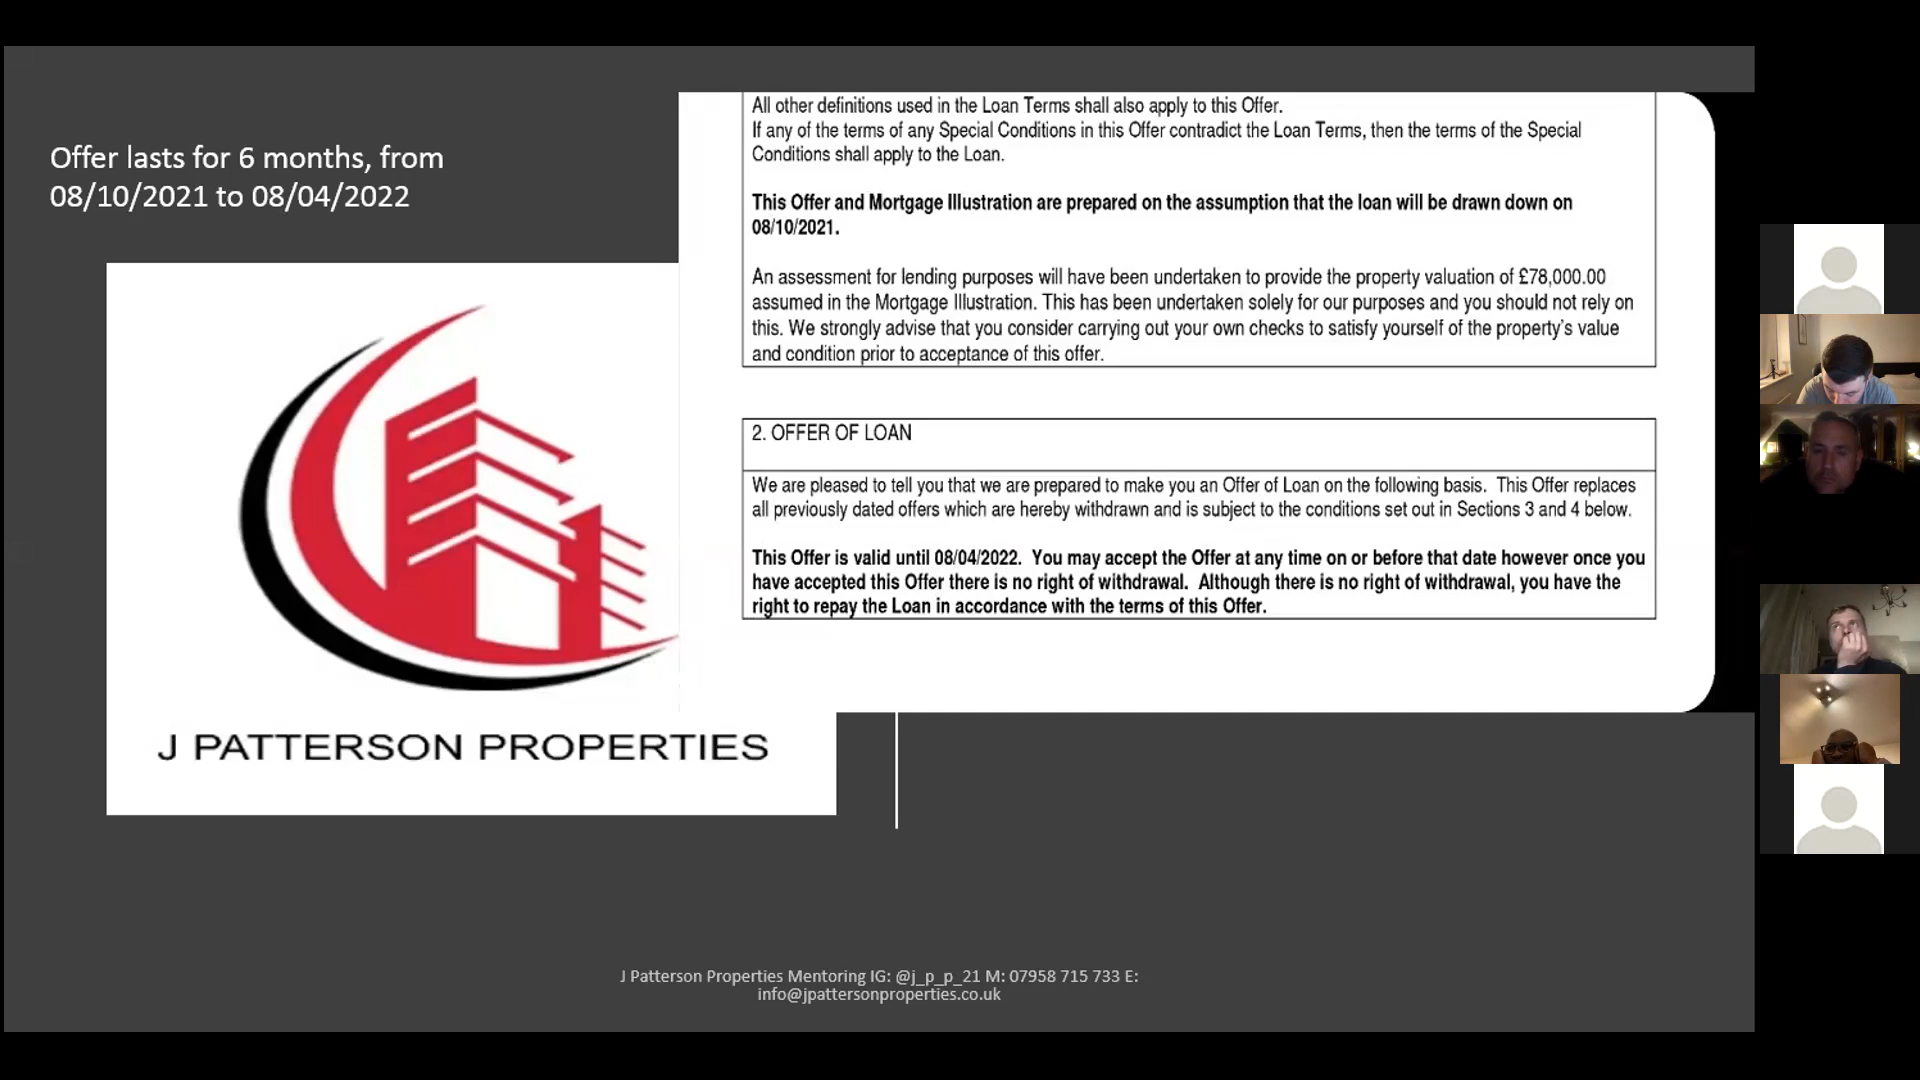 Offer lasts for 6 months, from
08/10/2021 to 08/04/2022
All other definitions used in the Loan Terms shall also apply to this Offer.
If any of the terms of any Special Conditions in this Offer contradict the Loan Terms, then the terms of the Special
Conditions shall apply to the Loan.
This Offer and Mortgage Illustration are prepared on the assumption that the loan will be drawn down on
08/10/2021.
An assessment for lending purposes will have been undertaken to provide the property valuation of £78,000.00
assumed in the Mortgage Illustration. This has been undertaken solely for our purposes and you should not rely on
this. We strongly advise that you consider carrying out your own checks to satisfy yourself of the property's value
and condition prior to acceptance of this offer.
2. OFFER OF LOAN
We are pleased to tell you that we are prepared to make you an Offer of Loan on the following basis. This Offer replaces
all previously dated offers which are hereby withdrawn and is subject to the conditions set out in Sections 3 and 4 below.
This Offer is valid until 08/04/2022. You may accept the Offer at any time on or before that date however once you
have accepted this Offer there is no right of withdrawal. Although there is no right of withdrawal, you have the
right to repay the Loan in accordance with the terms of this Offer.
J PATTERSON PROPERTIES
J Patterson Properties Mentoring IG: @j_p_p_21 M: 07958 715 733 E:
info@jpattersonproperties.co.uk